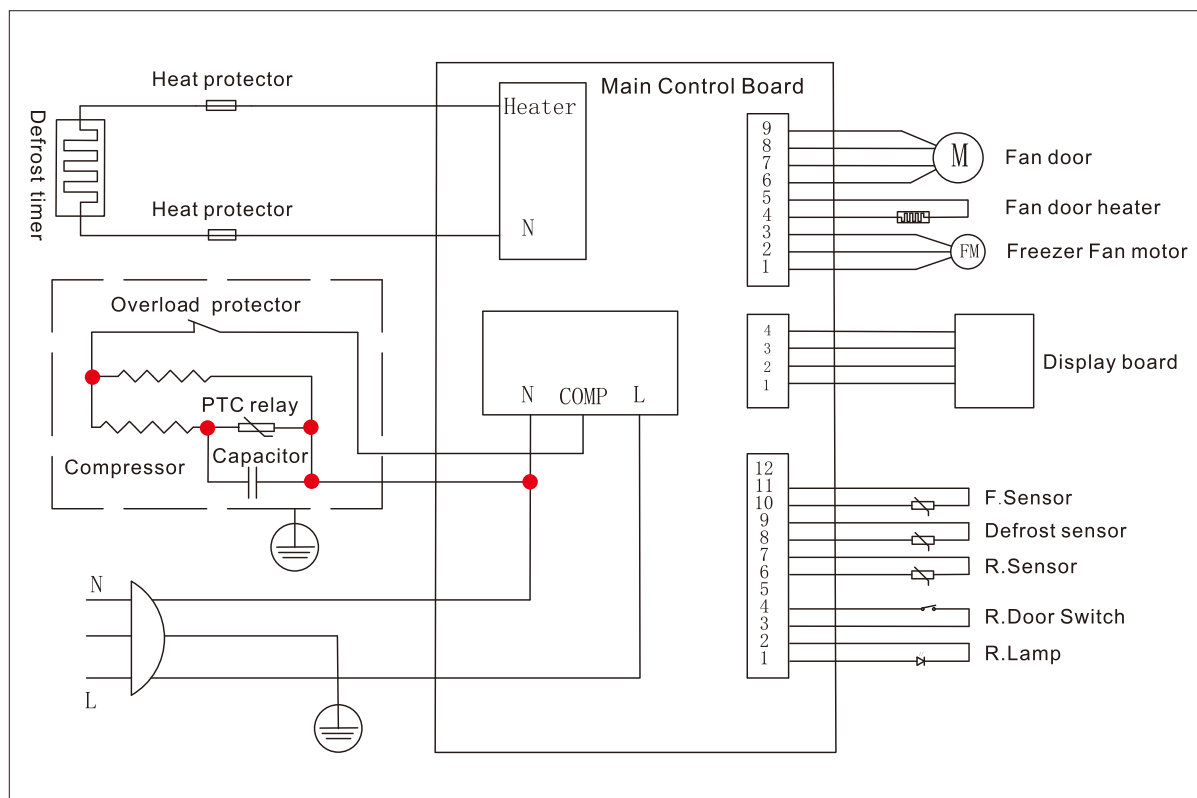 Heat protector
Defrost timer
Heat protector
Heater
N
Main Control Board
9
8
7
6
5
4
3
2
1
M
Fan door
Fan door heater
FM
Freezer Fan motor
Overload protector
PTC relay
Capacitor
Compressor
N COMP L
4
3
2
1
Display board
12
11
10
9
8
7
6
5
4
3
2
1
F.Sensor
Defrost sensor
R.Sensor
R.Door Switch
R.Lamp
N
L